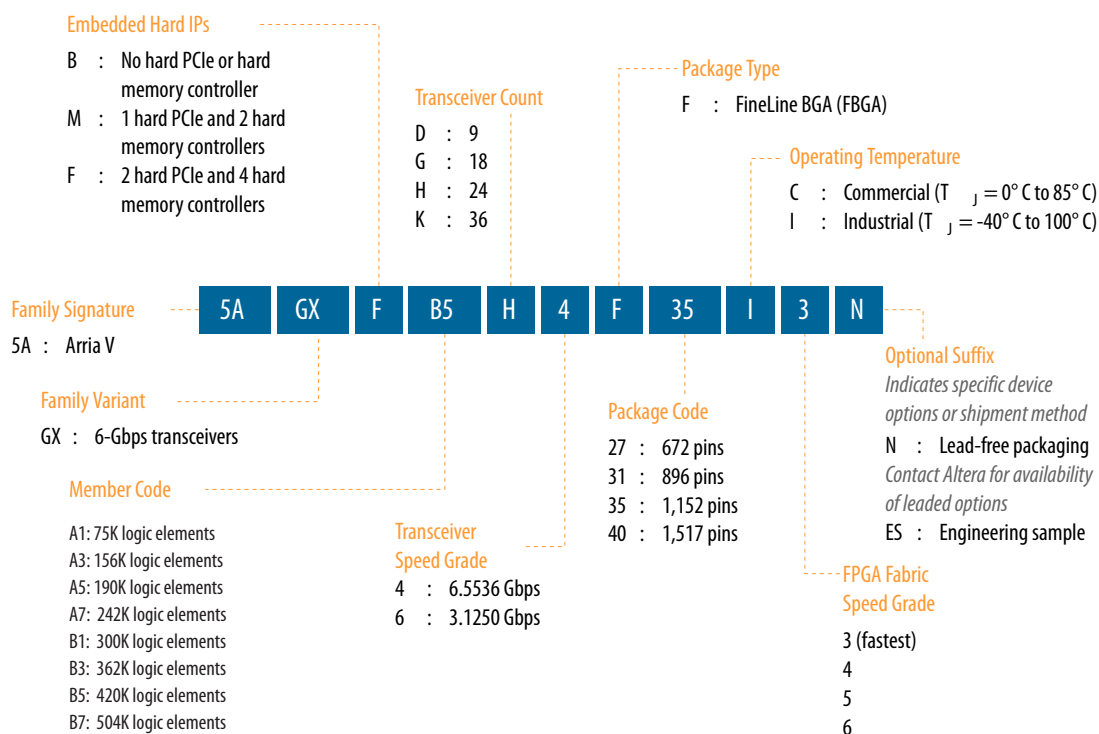 Embedded Hard IPs
B : No hard PCIe or hard
memory controller
M : 1 hard PCIe and 2 hard
memory controllers
F : 2 hard PCIe and 4 hard
memory controllers
Transceiver Count
D : 9
G : 18
H : 24
K : 36
Package Type
F : FineLine BGA (FBGA)
Operating Temperature
C : Commercial (T J = 0° C to 85° C)
I : Industrial (T J = -40° C to 100° C)
Family Signature
5A : Arria V
5A GX F B5 H 4 F 35 I 3 N
Family Variant
GX : 6-Gbps transceivers
Member Code
A1: 75K logic elements
A3: 156K logic elements
A5: 190K logic elements
A7: 242K logic elements
B1: 300K logic elements
B3: 362K logic elements
B5: 420K logic elements
B7: 504K logic elements
Transceiver
Speed Grade
4 : 6.5536 Gbps
6 : 3.1250 Gbps
Package Code
27 : 672 pins
31 : 896 pins
35 : 1,152 pins
40 : 1,517 pins
Optional Suffix
Indicates specific device
options or shipment method
N : Lead-free packaging
Contact Altera for availability
of leaded options
ES : Engineering sample
FPGA Fabric
Speed Grade
3 (fastest)
4
5
6